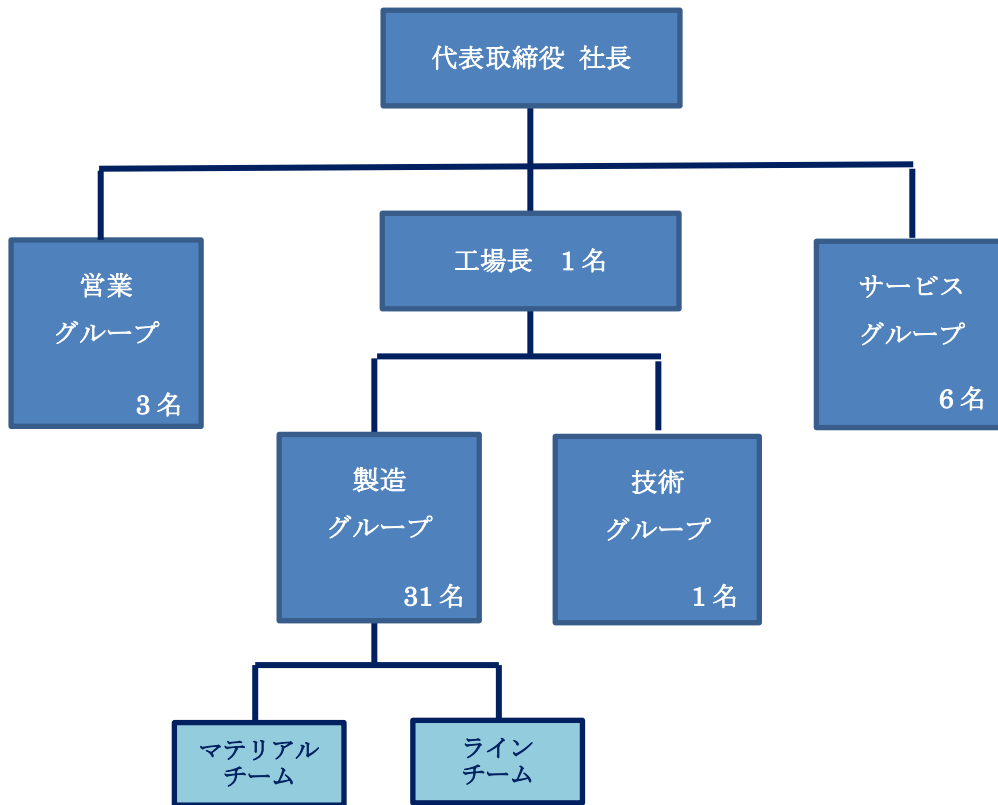 代表取締役 社長
工場長 1名
営業
グループ
3名
サービス
グループ
6名
製造
グループ
31名
技術
グループ
1名
マテリアル
チーム
ライン
チーム